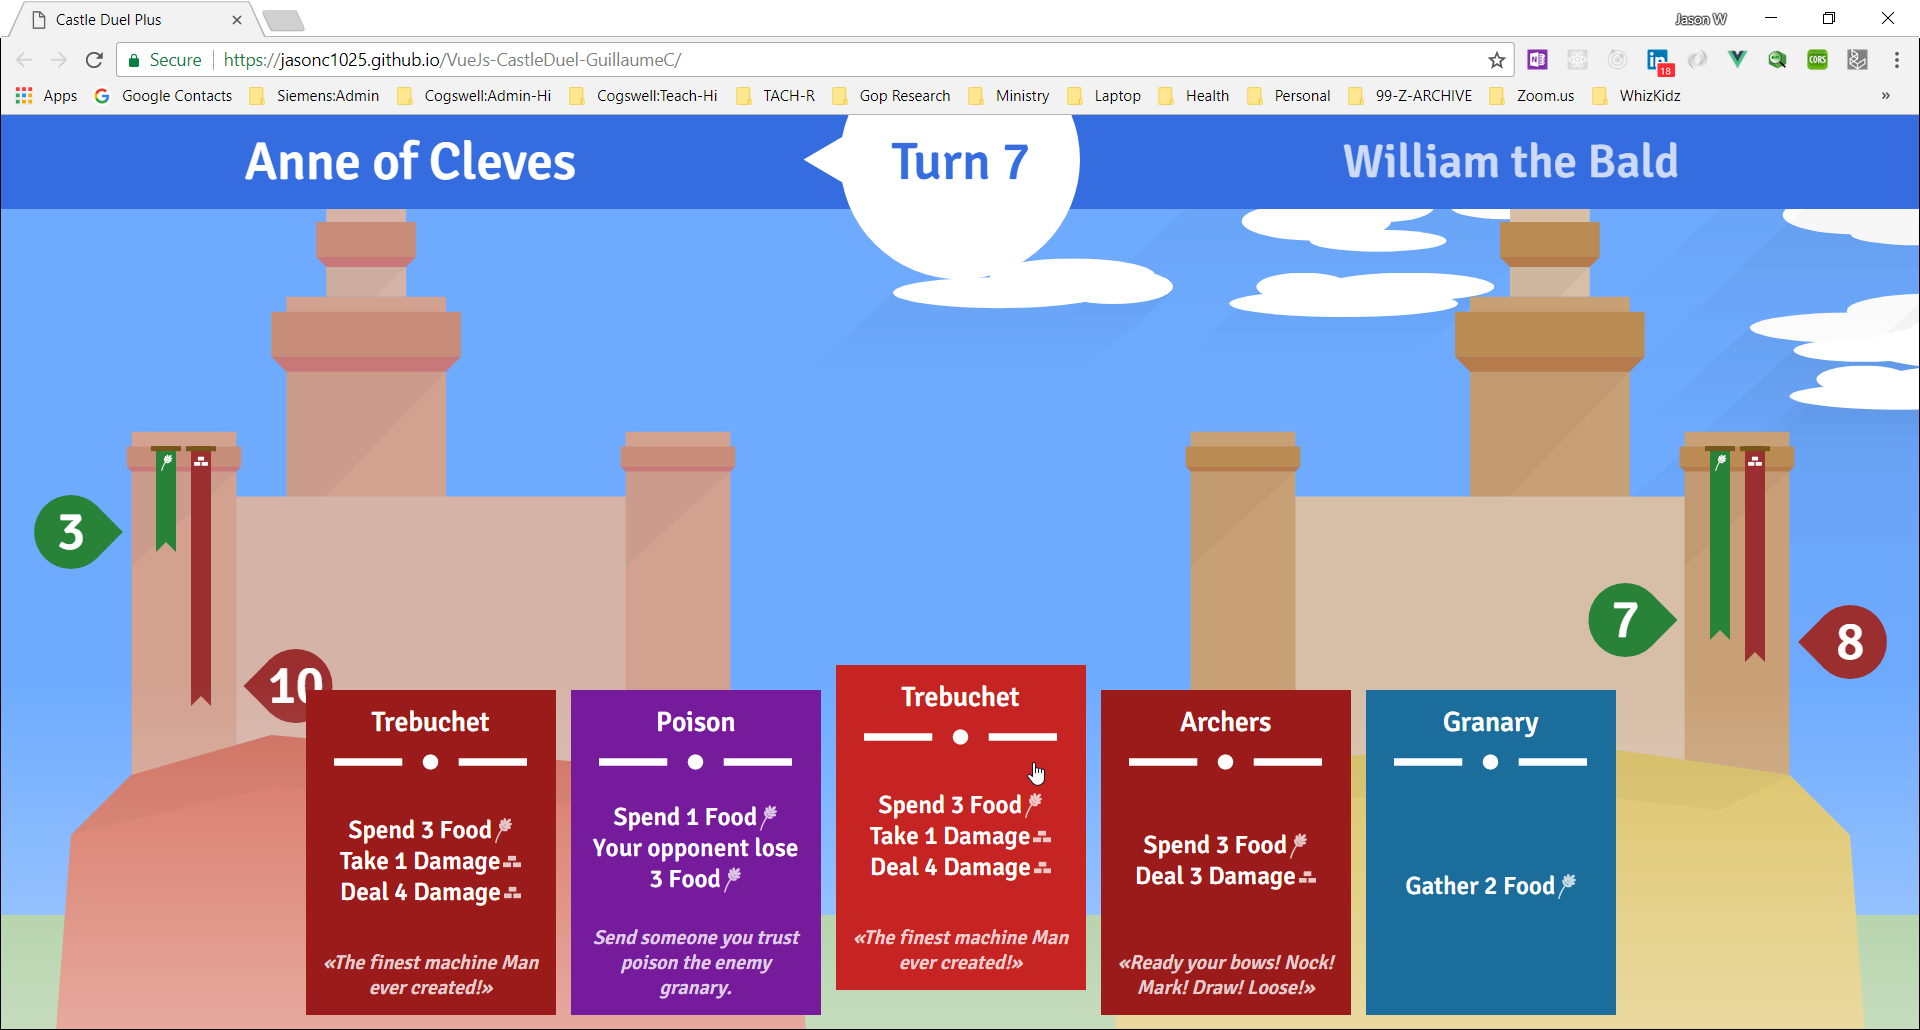 Castle Duel Plus
Jason W
Secure https://jasonc1025.github.io/VueJs-CastleDuel-GuillaumeC/
18
CORS
Apps Google Contacts Siemens:Admin Cogswell:Admin-Hi Cogswell:Teach-Hi TACH-R Gop Research Ministry Laptop Health Personal 99-Z-ARCHIVE Zoom.us WhizKidz »
Anne of Cleves
Turn 7
William the Bald
3
10
7
8
Trebuchet
Spend 3 Food
Take 1 Damage
Deal 4 Damage
«The finest machine Man
ever created!»
Poison
Spend 1 Food
Your opponent lose
3 Food
Send someone you trust
poison the enemy
granary.
Trebuchet
Spend 3 Food
Take 1 Damage
Deal 4 Damage
«The finest machine Man
ever created!»
Archers
Spend 3 Food
Deal 3 Damage
«Ready your bows! Nock!
Mark! Draw! Loose!»
Granary
Gather 2 Food